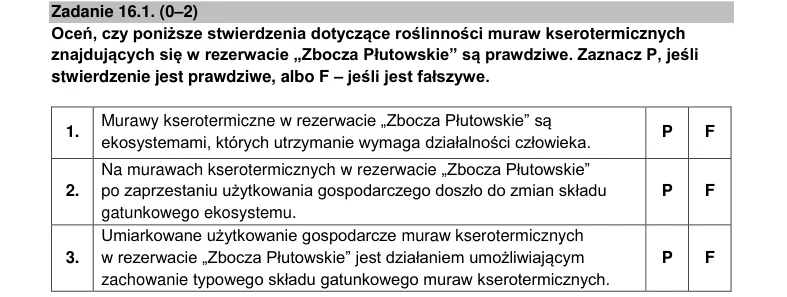 Zadanie 16.1. (0–2)
Oceń, czy poniższe stwierdzenia dotyczące roślinności muraw kserotermicznych
znajdujących się w rezerwacie „Zbocza Płutowskie” są prawdziwe. Zaznacz P, jeśli
stwierdzenie jest prawdziwe, albo F – jeśli jest fałszywe.
1. Murawy kserotermiczne w rezerwacie „Zbocza Płutowskie” są
ekosystemami, których utrzymanie wymaga działalności człowieka. P F
2. Na murawach kserotermicznych w rezerwacie „Zbocza Płutowskie”
po zaprzestaniu użytkowania gospodarczego doszło do zmian składu
gatunkowego ekosystemu. P F
3. Umiarkowane użytkowanie gospodarcze muraw kserotermicznych
w rezerwacie „Zbocza Płutowskie” jest działaniem umożliwiającym
zachowanie typowego składu gatunkowego muraw kserotermicznych. P F